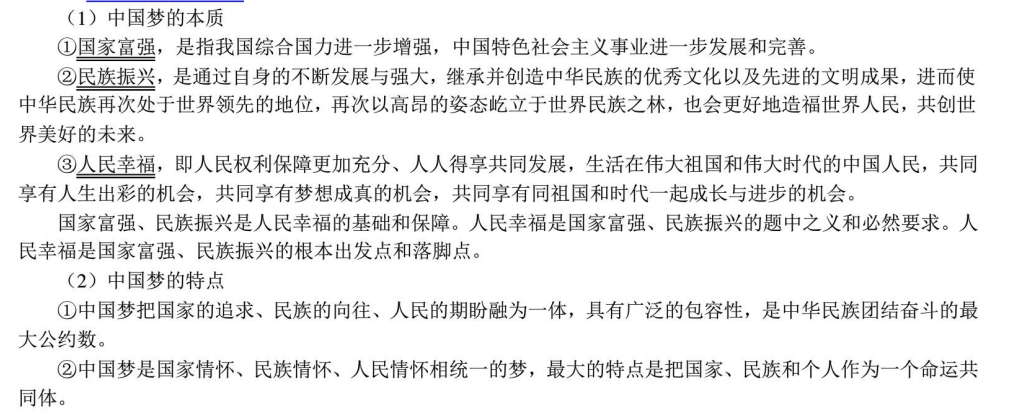 （1）中国梦的本质
①国家富强，是指我国综合国力进一步增强，中国特色社会主义事业进一步发展和完善。
②民族振兴，是通过自身的不断发展与强大，继承并创造中华民族的优秀文化以及先进的文明成果，进而使
中华民族再次处于世界领先的地位，再次以高昂的姿态屹立于世界民族之林，也会更好地造福世界人民，共创世
界美好的未来。
③人民幸福，即人民权利保障更加充分、人人得享共同发展，生活在伟大祖国和伟大时代的中国人民，共同
享有人生出彩的机会，共同享有梦想成真的机会，共同享有同祖国和时代一起成长与进步的机会。
国家富强、民族振兴是人民幸福的基础和保障。人民幸福是国家富强、民族振兴的题中之义和必然要求。人
民幸福是国家富强、民族振兴的根本出发点和落脚点。
（2）中国梦的特点
①中国梦把国家的追求、民族的向往、人民的期盼融为一体，具有广泛的包容性，是中华民族团结奋斗的最
大公约数。
②中国梦是国家情怀、民族情怀、人民情怀相统一的梦，最大的特点是把国家、民族和个人作为一个命运共
同体。